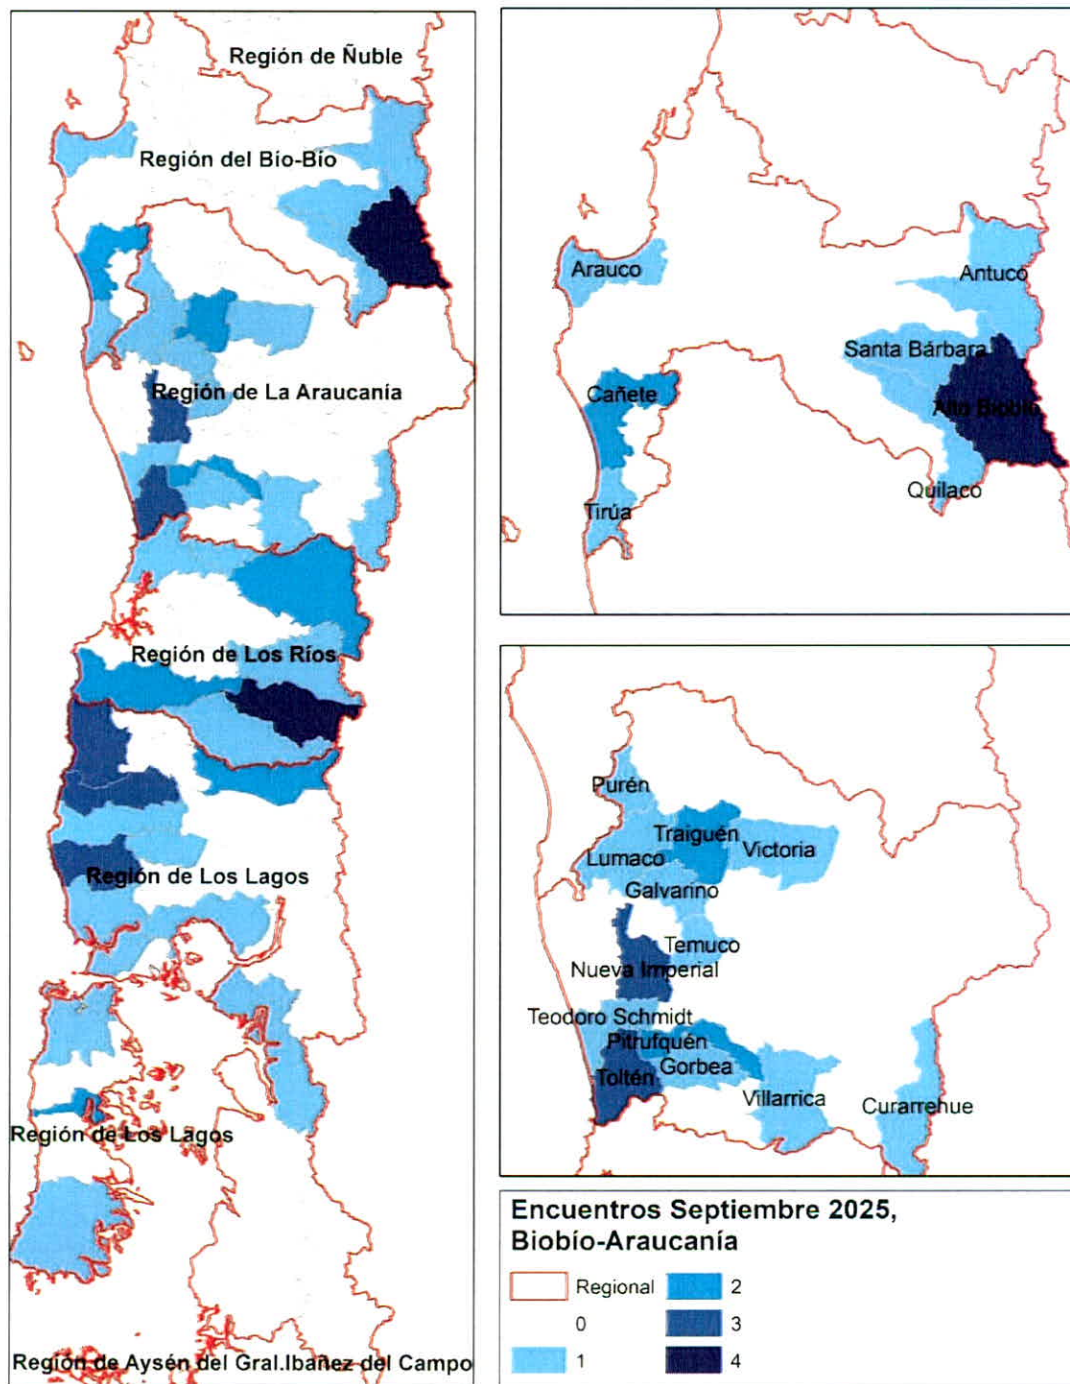 Región de Ñuble
Región del Bío-Bío
Región de La Araucanía
Región de Los Ríos
Región de Los Lagos
Región de Los Lagos
Región de Aysén del Gral.Ibañez del Campo
Arauco
Antuco
Santa Bárbara
Cañete
Alto Biobío
Quilaco
Tirúa
Purén
Traiguén
Lumaco
Victoria
Galvarino
Temuco
Nueva Imperial
Teodoro Schmidt
Pitrufquén
Gorbea
Toltén
Villarrica
Curarrehue
Encuentros Septiembre 2025,
Biobío-Araucanía
Regional
0
1
2
3
4